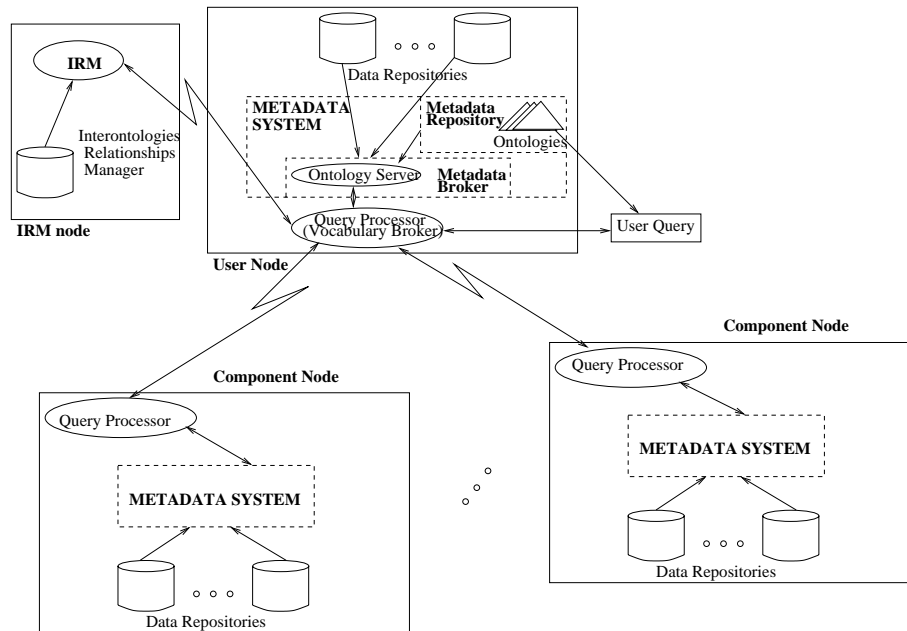 IRM
Interontologies
Relationships
Manager
IRM node
Data Repositories
METADATA
SYSTEM
Metadata
Repository
Ontologies
Ontology Server
Metadata
Broker
Query Processor
(Vocabulary Broker)
User Node
User Query
Component Node
Query Processor
METADATA SYSTEM
Data Repositories
Component Node
Query Processor
METADATA SYSTEM
Data Repositories